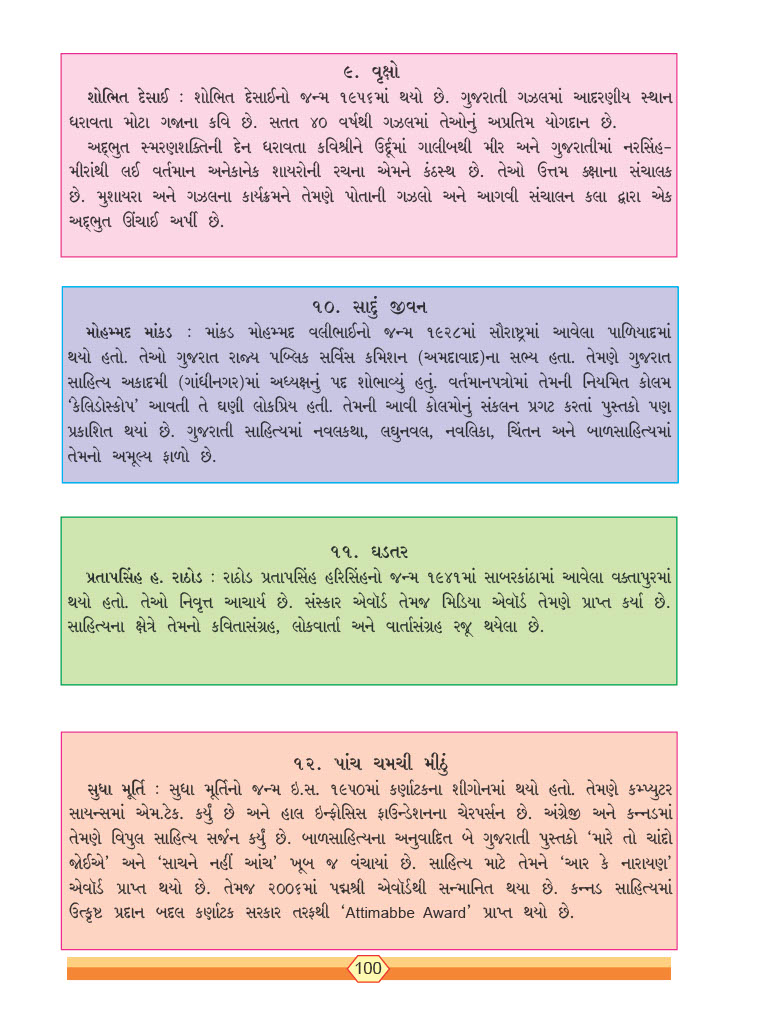 ૯. વૃક્ષો
શોભિત દેસાઈ : શોભિત દેસાઈનો જન્મ ૧૯૫૬માં થયો છે. ગુજરાતી ગઝલમાં આદરણીય સ્થાન
ધરાવતા મોટા ગજાના કવિ છે. સતત ૪૦ વર્ષથી ગઝલમાં તેઓનું અપ્રતિમ યોગદાન છે.
અદ્ભુત સ્મરણશક્તિની દેન ધરાવતા કવિશ્રીને ઉર્દૂમાં ગાલીબથી મીર અને ગુજરાતીમાં નરસિંહ-
મીરાંથી લઈ વર્તમાન અનેકાનેક શાયરોની રચના એમને કંઠસ્થ છે. તેઓ ઉત્તમ કક્ષાના સંચાલક
છે. મુશાયરા અને ગઝલના કાર્યક્રમને તેમણે પોતાની ગઝલો અને આગવી સંચાલન કલા દ્વારા એક
અદ્ભુત ઊંચાઈ અર્પી છે.
૧૦. સાદું જીવન
મોહમ્મદ માંકડ : માંકડ મોહમ્મદ વલીભાઈનો જન્મ ૧૯૨૮માં સૌરાષ્ટ્રમાં આવેલા પાળિયાદમાં
થયો હતો. તેઓ ગુજરાત રાજ્ય પબ્લિક સર્વિસ કમિશન (અમદાવાદ)ના સભ્ય હતા. તેમણે ગુજરાત
સાહિત્ય અકાદમી (ગાંધીનગર)માં અધ્યક્ષનું પદ શોભાવ્યું હતું. વર્તમાનપત્રોમાં તેમની નિયમિત કોલમ
‘કેલિડોસ્કોપ’ આવતી તે ઘણી લોકપ્રિય હતી. તેમની આવી કોલમોનું સંકલન પ્રગટ કરતાં પુસ્તકો પણ
પ્રકાશિત થયાં છે. ગુજરાતી સાહિત્યમાં નવલકથા, લઘુનવલ, નવલિકા, ચિંતન અને બાળસાહિત્યમાં
તેમનો અમૂલ્ય ફાળો છે.
૧૧. ઘડતર
પ્રતાપસિંહ હ. રાઠોડ : રાઠોડ પ્રતાપસિંહ હરિસિંહનો જન્મ ૧૯૪૧માં સાબરકાંઠામાં આવેલા વક્તાપુરમાં
થયો હતો. તેઓ નિવૃત્ત આચાર્ય છે. સંસ્કાર એવૉર્ડ તેમજ મિડિયા એવૉર્ડ તેમણે પ્રાપ્ત કર્યા છે.
સાહિત્યના ક્ષેત્રે તેમનો કવિતાસંગ્રહ, લોકવાર્તા અને વાર્તાસંગ્રહ રજૂ થયેલા છે.
૧૨. પાંચ ચમચી મીઠું
સુધા મૂર્તિ : સુધા મૂર્તિનો જન્મ ઇ.સ. ૧૯૫૦માં કર્ણાટકના શીગોનમાં થયો હતો. તેમણે કમ્પ્યુટર
સાયન્સમાં એમ.ટેક. કર્યું છે અને હાલ ઇન્ફોસિસ ફાઉન્ડેશનના ચેરપર્સન છે. અંગ્રેજી અને કન્નડમાં
તેમણે વિપુલ સાહિત્ય સર્જન કર્યું છે. બાળસાહિત્યના અનુવાદિત બે ગુજરાતી પુસ્તકો ‘મારે તો ચાંદો
જોઈએ’ અને ‘સાચને નહીં આંચ’ ખૂબ જ વંચાયાં છે. સાહિત્ય માટે તેમને ‘આર કે નારાયણ’
એવૉર્ડ પ્રાપ્ત થયો છે. તેમજ ૨૦૦૬માં પદ્મશ્રી એવૉર્ડથી સન્માનિત થયા છે. કન્નડ સાહિત્યમાં
ઉત્કૃષ્ટ પ્રદાન બદલ કર્ણાટક સરકાર તરફથી ‘Attimabbe Award’ પ્રાપ્ત થયો છે.
100